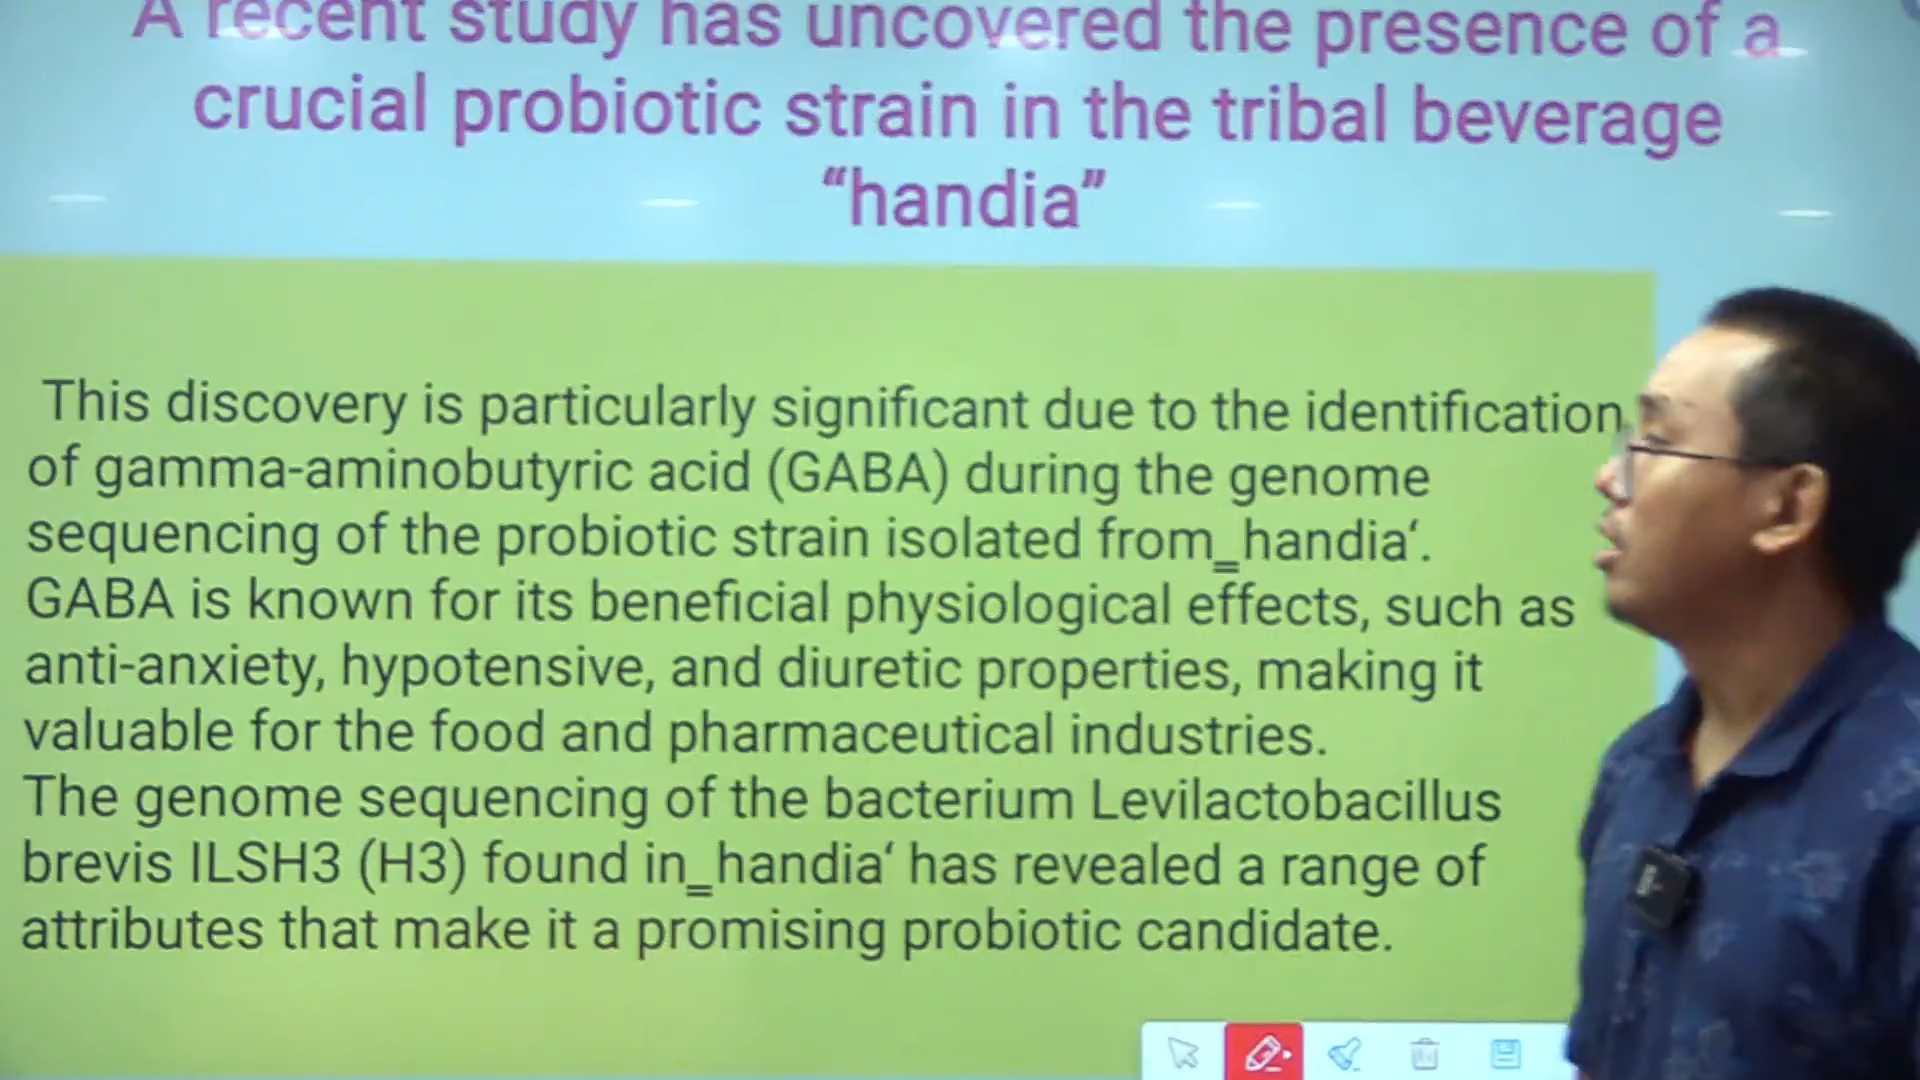 A recent study has uncovered the presence of a
crucial probiotic strain in the tribal beverage
“handia”
This discovery is particularly significant due to the identification
of gamma-aminobutyric acid (GABA) during the genome
sequencing of the probiotic strain isolated from‗handia‘.
GABA is known for its beneficial physiological effects, such as
anti-anxiety, hypotensive, and diuretic properties, making it
valuable for the food and pharmaceutical industries.
The genome sequencing of the bacterium Levilactobacillus
brevis ILSH3 (H3) found in‗handia‘ has revealed a range of
attributes that make it a promising probiotic candidate.